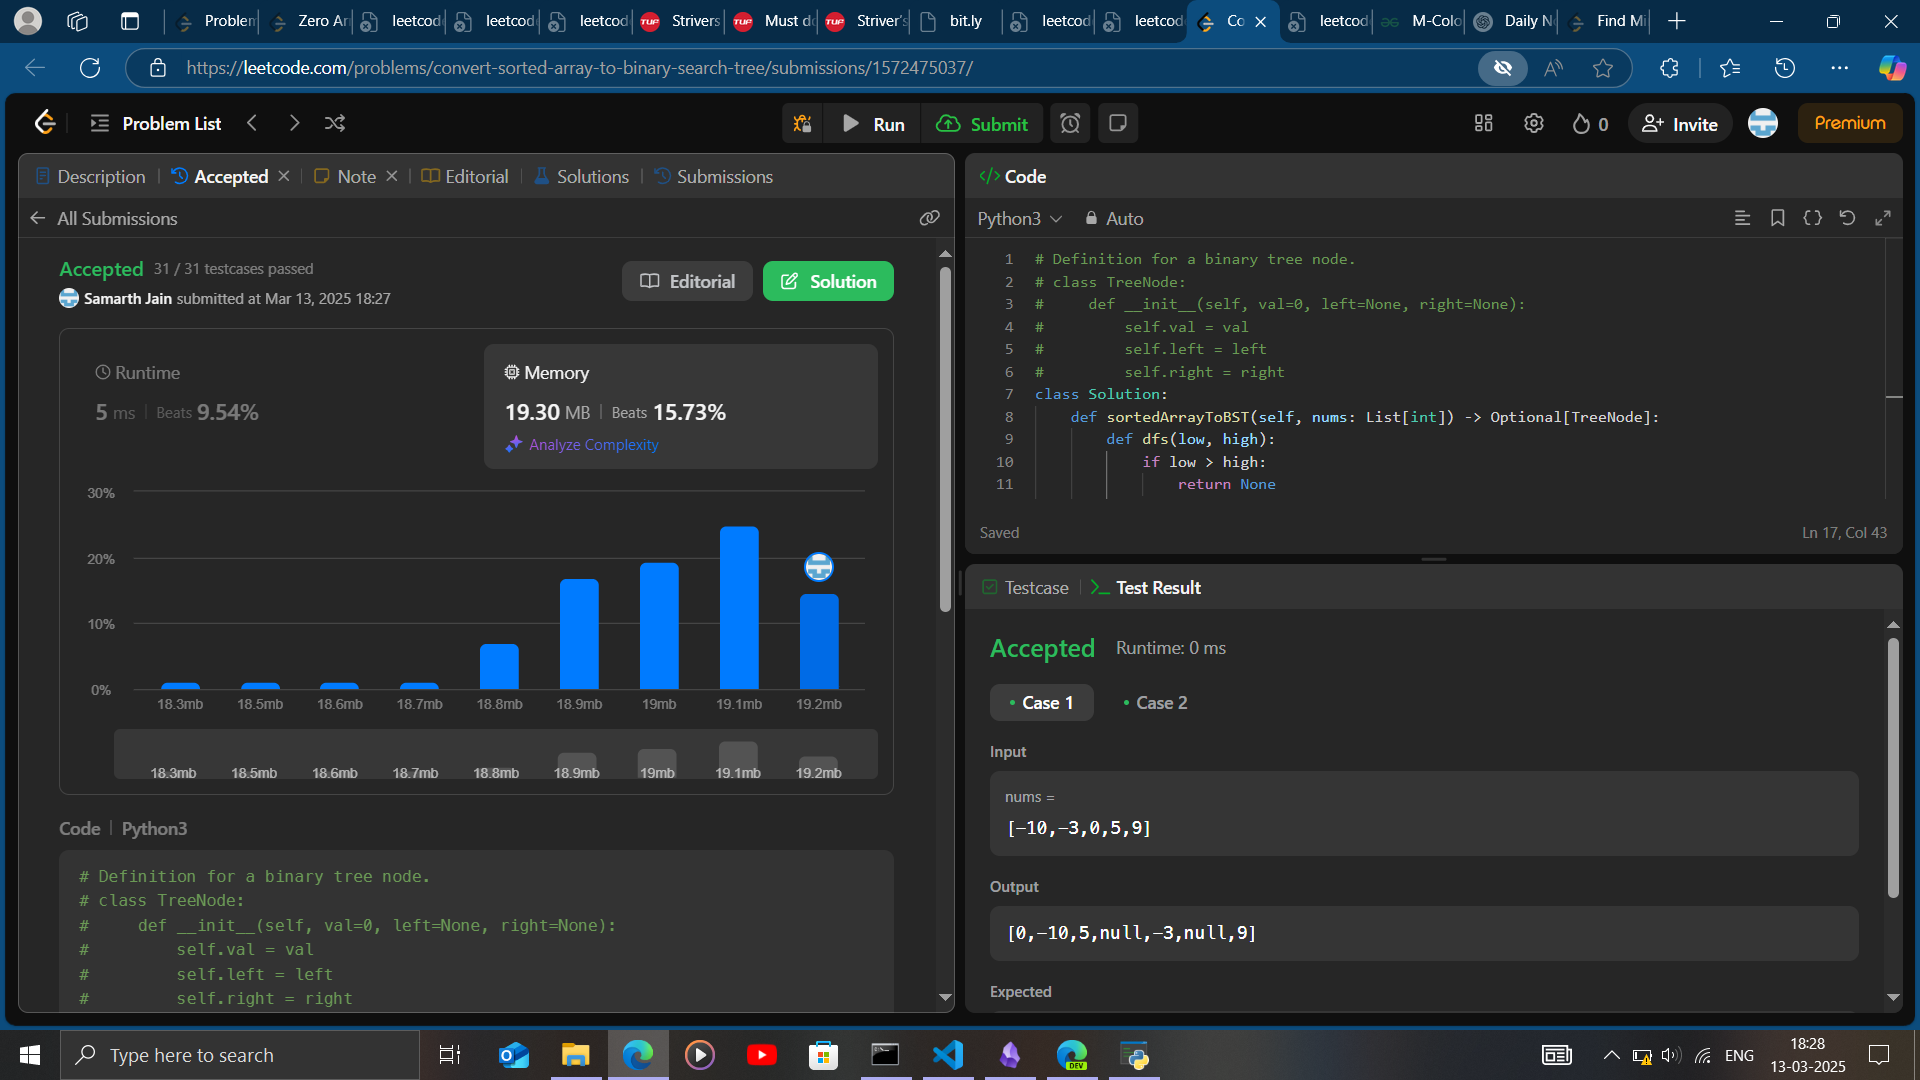 Problem
Zero Ar
leetcode
leetcode
leetcode
TUF
Strivers
TUF
Must do
TUF
Striver's
bit.ly
leetcod
leetcode
Co
leetcod
M-Colo
Daily N
Find Mi
https://leetcode.com/problems/convert-sorted-array-to-binary-search-tree/submissions/1572475037/
Problem List
Run
Submit
0
Invite
Premium
Description
Accepted
Note
Editorial
Solutions
Submissions
All Submissions
Accepted 31 / 31 testcases passed
Samarth Jain submitted at Mar 13, 2025 18:27
Editorial
Solution
Runtime
5 ms | Beats 9.54%
Memory
19.30 MB | Beats 15.73%
Analyze Complexity
30%
20%
10%
0%
18.3mb 18.5mb 18.6mb 18.7mb 18.8mb 18.9mb 19mb 19.1mb 19.2mb
18.3mb 18.5mb 18.6mb 18.7mb 18.8mb 18.9mb 19mb 19.1mb 19.2mb
Code | Python3
# Definition for a binary tree node.
# class TreeNode:
#     def __init__(self, val=0, left=None, right=None):
#         self.val = val
#         self.left = left
#         self.right = right
</> Code
Python3
Auto
1 # Definition for a binary tree node.
2 # class TreeNode:
3 #     def __init__(self, val=0, left=None, right=None):
4 #         self.val = val
5 #         self.left = left
6 #         self.right = right
7 class Solution:
8     def sortedArrayToBST(self, nums: List[int]) -> Optional[TreeNode]:
9         def dfs(low, high):
10             if low > high:
11                 return None
Saved
Ln 17, Col 43
Testcase
Test Result
Accepted Runtime: 0 ms
Case 1
Case 2
Input
nums =
[-10,-3,0,5,9]
Output
[0,-10,5,null,-3,null,9]
Expected
Type here to search
DEV
ENG
18:28
13-03-2025